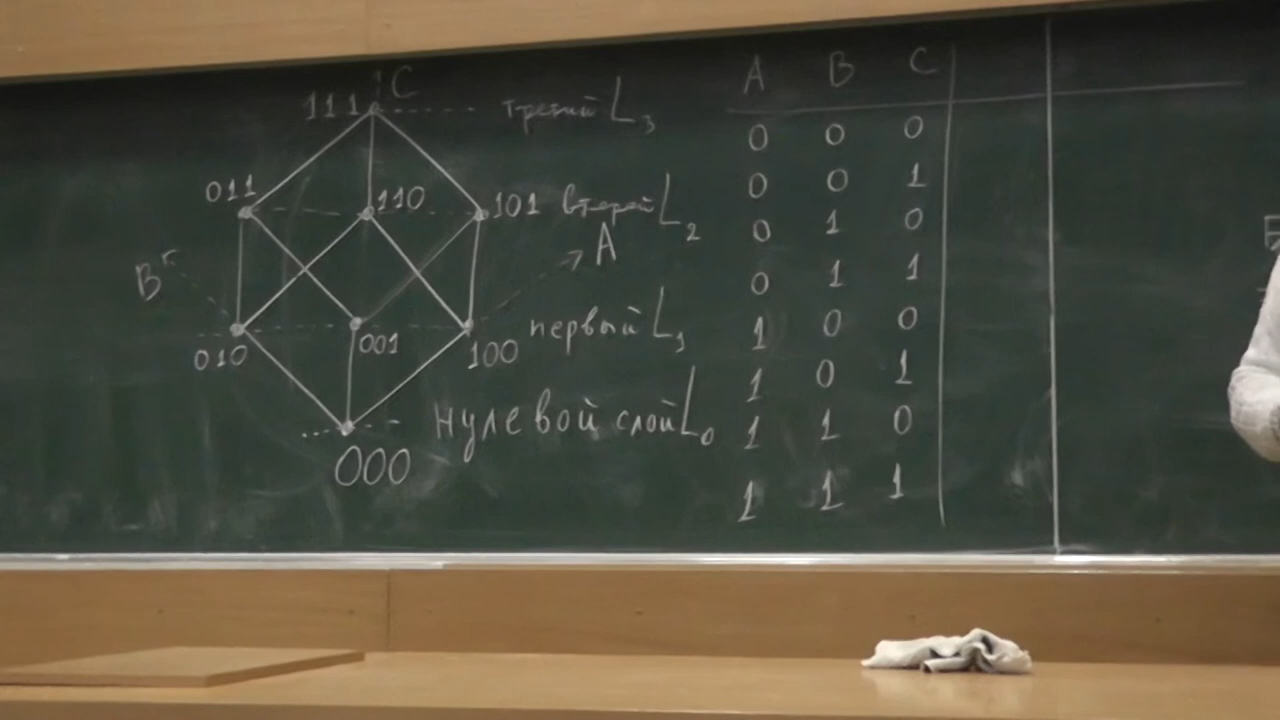 C
111 третий L₃
011 110 101 второй L₂
A
B
первый L₁
010 001 100
нулевой слой L₀
000
A B C
0 0 0
0 0 1
0 1 0
0 1 1
1 0 0
1 0 1
1 1 0
1 1 1